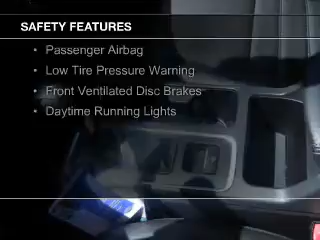 SAFETY FEATURES
• Passenger Airbag
• Low Tire Pressure Warning
• Front Ventilated Disc Brakes
• Daytime Running Lights